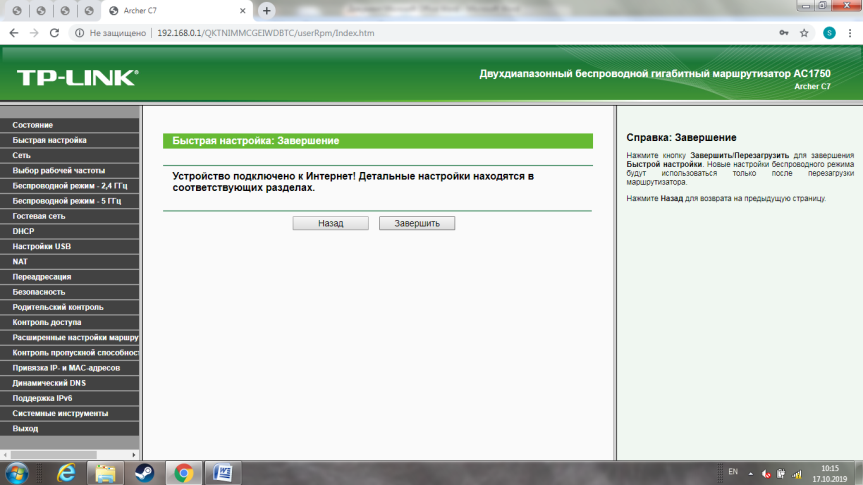 Archer C7
Не защищено | 192.168.0.1/QKTNIMMCGEIWDBTC/userRpm/Index.htm
S
TP-LINK®
Двухдиапазонный беспроводной гигабитный маршрутизатор AC1750
Archer C7
Состояние
Быстрая настройка
Сеть
Выбор рабочей частоты
Беспроводной режим - 2,4 ГГц
Беспроводной режим - 5 ГГц
Гостевая сеть
DHCP
Настройки USB
NAT
Переадресация
Безопасность
Родительский контроль
Контроль доступа
Расширенные настройки маршру
Контроль пропускной способност
Привязка IP- и MAC-адресов
Динамический DNS
Поддержка IPv6
Системные инструменты
Выход
Быстрая настройка: Завершение
Устройство подключено к Интернет! Детальные настройки находятся в
соответствующих разделах.
Назад
Завершить
Справка: Завершение
Нажмите кнопку Завершить/Перезагрузить для завершения
Быстрой настройки. Новые настройки беспроводного режима
будут использоваться только после перезагрузки
маршрутизатора.
Нажмите Назад для возврата на предыдущую страницу.
EN
10:15
17.10.2019